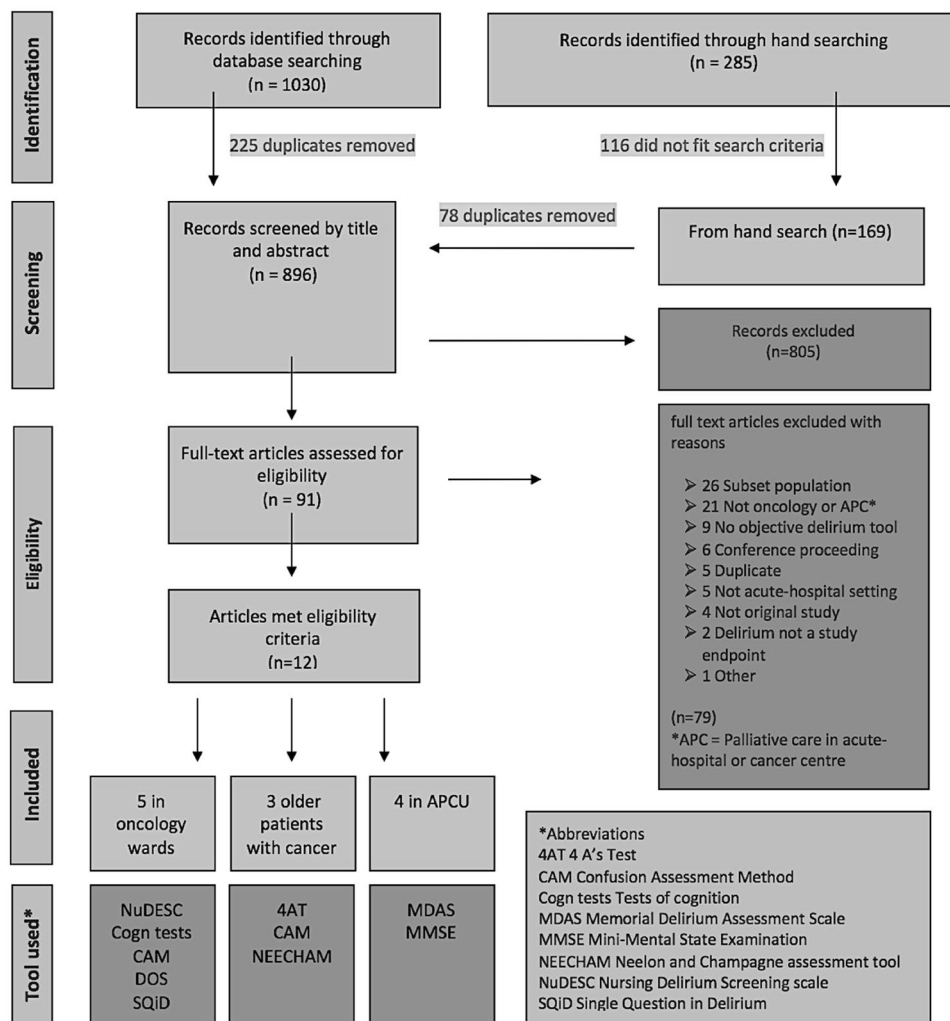 Identification
Records identified through
database searching
(n = 1030)
Records identified through hand searching
(n = 285)
225 duplicates removed
116 did not fit search criteria
Screening
Records screened by title
and abstract
(n = 896)
78 duplicates removed
From hand search (n=169)
Records excluded
(n=805)
Eligibility
Full-text articles assessed for
eligibility
(n = 91)
full text articles excluded with
reasons
➢ 26 Subset population
➢ 21 Not oncology or APC*
➢ 9 No objective delirium tool
➢ 6 Conference proceeding
➢ 5 Duplicate
➢ 5 Not acute-hospital setting
➢ 4 Not original study
➢ 2 Delirium not a study
endpoint
➢ 1 Other
(n=79)
*APC = Palliative care in acute-
hospital or cancer centre
Articles met eligibility
criteria
(n=12)
Included
5 in
oncology
wards
3 older
patients
with cancer
4 in APCU
Tool used*
NuDESC
Cogn tests
CAM
DOS
SQiD
4AT
CAM
NEECHAM
MDAS
MMSE
*Abbreviations
4AT 4 A's Test
CAM Confusion Assessment Method
Cogn tests Tests of cognition
MDAS Memorial Delirium Assessment Scale
MMSE Mini-Mental State Examination
NEECHAM Neelon and Champagne assessment tool
NuDESC Nursing Delirium Screening scale
SQiD Single Question in Delirium